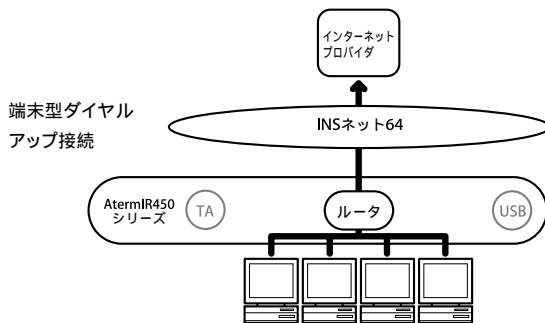 インターネット
プロバイダ
端末型ダイヤル
アップ接続
INSネット64
AtermIR450
シリーズ
TA
ルータ
USB